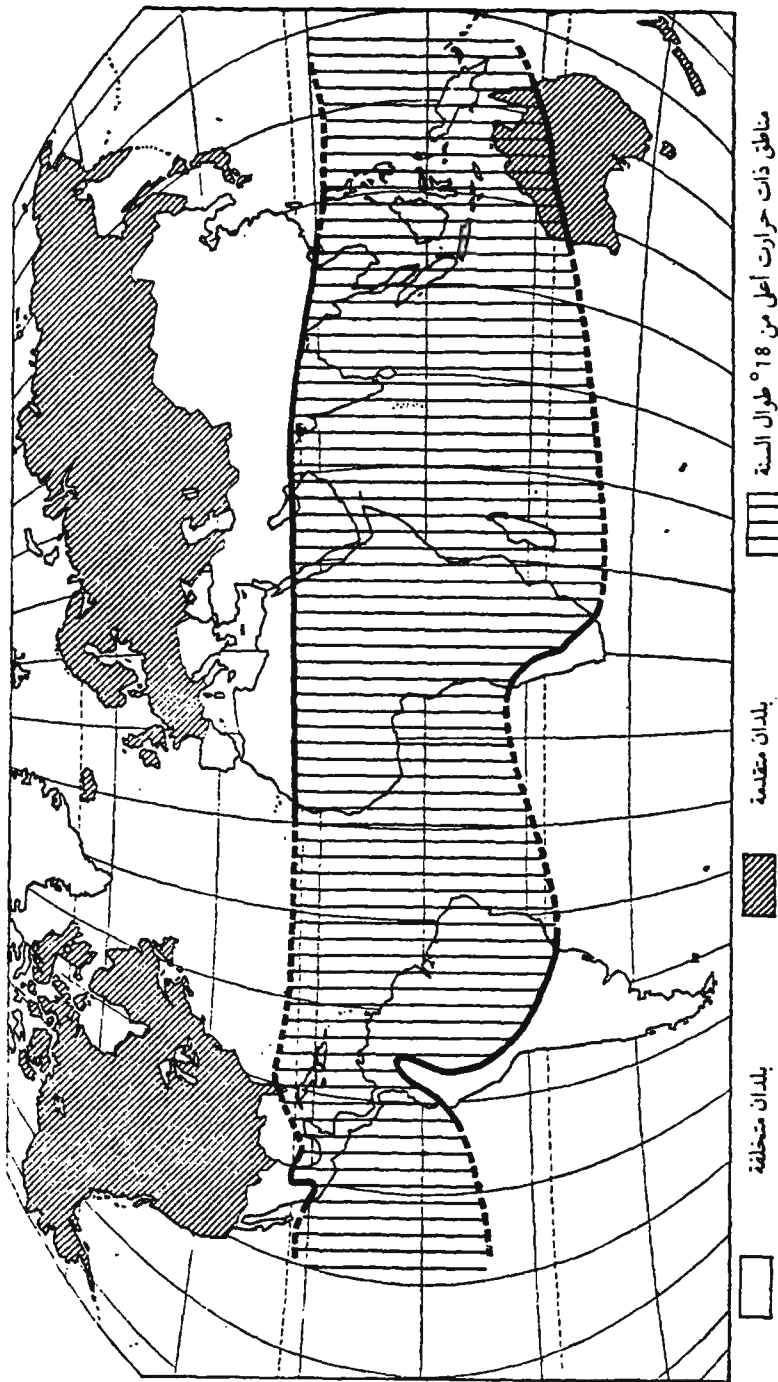 مناطق ذات حرارت أعلى من 18° طوال السنة
بلدان متقدمة
بلدان متخلفة